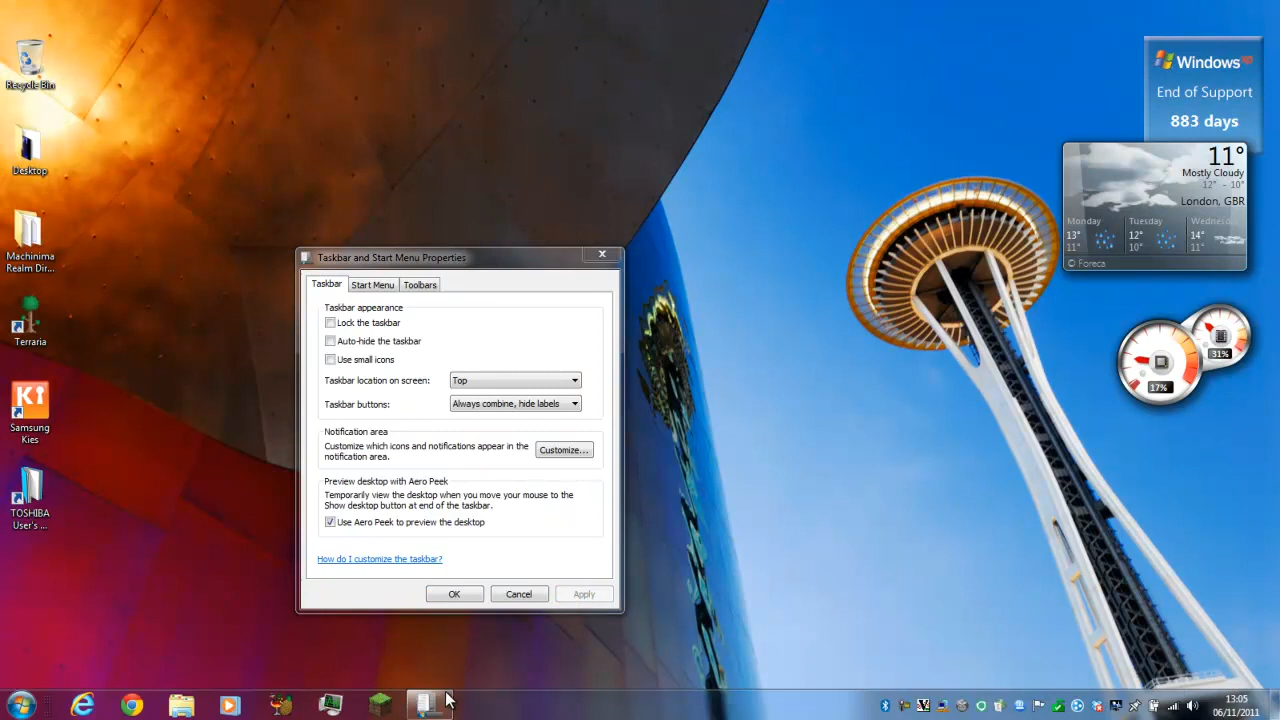 Recycle Bin
Desktop
Machinima
Realm Dir...
Terraria
Ki
Samsung
Kies
TOSHIBA
User's ...
Taskbar and Start Menu Properties
Taskbar
Start Menu
Toolbars
Taskbar appearance
Lock the taskbar
Auto-hide the taskbar
Use small icons
Taskbar location on screen:
Top
Taskbar buttons:
Always combine, hide labels
Notification area
Customize which icons and notifications appear in the
notification area.
Customize...
Preview desktop with Aero Peek
Temporarily view the desktop when you move your mouse to the
Show desktop button at end of the taskbar.
Use Aero Peek to preview the desktop
How do I customize the taskbar?
OK
Cancel
Apply
Windows xp
End of Support
883 days
11°
Mostly Cloudy
12° - 10°
London, GBR
Monday
Tuesday
Wednesd
13°
12°
14°
11°
10°
11°
© Foreca
31%
17%
13:05
06/11/2011